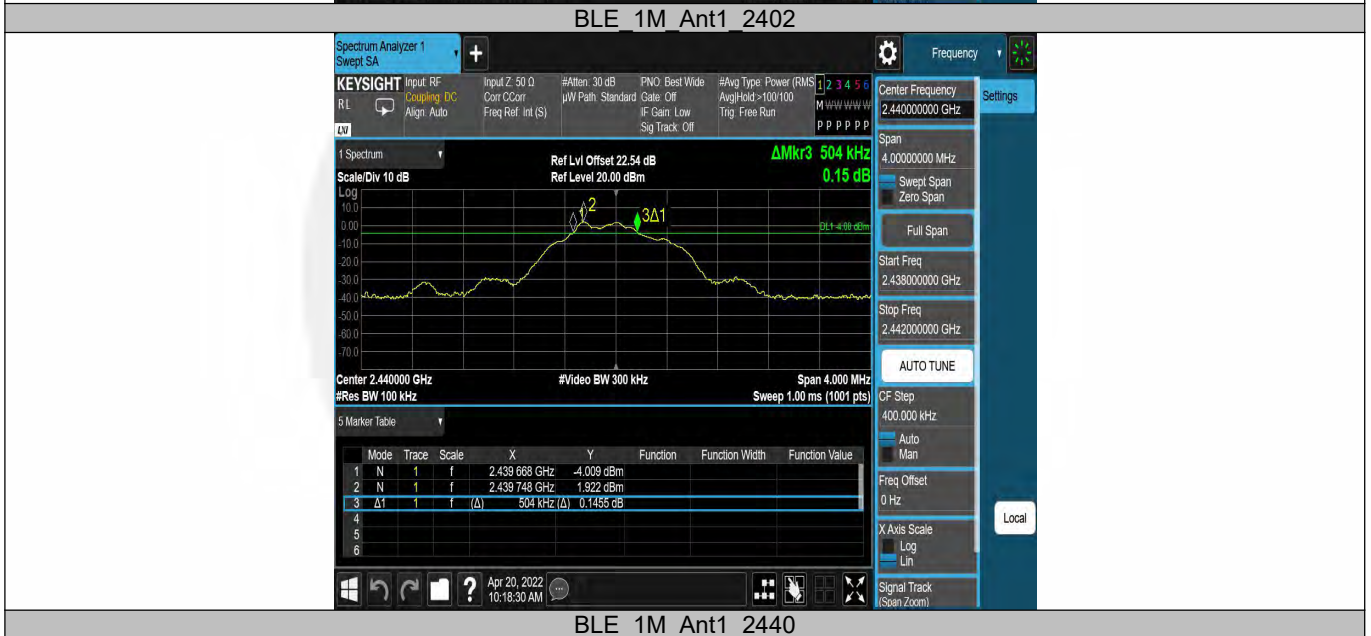 BLE_1M_Ant1_2402
Spectrum Analyzer 1
Swept SA
+
Frequency
KEYSIGHT
RL
LXI
Input: RF
Coupling: DC
Align: Auto
Input Z: 50 Ω
Corr CCorr
Freq Ref: Int (S)
#Atten: 30 dB
µW Path: Standard
PNO: Best Wide
Gate: Off
IF Gain: Low
Sig Track: Off
#Avg Type: Power (RMS
Avg|Hold:>100/100
Trig: Free Run
1 2 3 4 5 6
M W W W W W
P P P P P P
Center Frequency
2.440000000 GHz
Settings
Span
4.00000000 MHz
Swept Span
Zero Span
Full Span
Start Freq
2.438000000 GHz
Stop Freq
2.442000000 GHz
AUTO TUNE
CF Step
400.000 kHz
Auto
Man
Freq Offset
0 Hz
X Axis Scale
Log
Lin
Signal Track
(Span Zoom)
Local
1 Spectrum
Scale/Div 10 dB
Ref Lvl Offset 22.54 dB
Ref Level 20.00 dBm
ΔMkr3 504 kHz
0.15 dB
Log
10.0
0.00
-10.0
-20.0
-30.0
-40.0
-50.0
-60.0
-70.0
1
2
3Δ1
DL1 -4.08 dBm
Center 2.440000 GHz
#Video BW 300 kHz
Span 4.000 MHz
#Res BW 100 kHz
Sweep 1.00 ms (1001 pts)
5 Marker Table
Mode Trace Scale X Y Function Function Width Function Value
1 N 1 f 2.439 668 GHz -4.009 dBm
2 N 1 f 2.439 748 GHz 1.922 dBm
3 Δ1 1 f (Δ) 504 kHz (Δ) 0.1455 dB
4
5
6
?
Apr 20, 2022
10:18:30 AM
BLE_1M_Ant1_2440